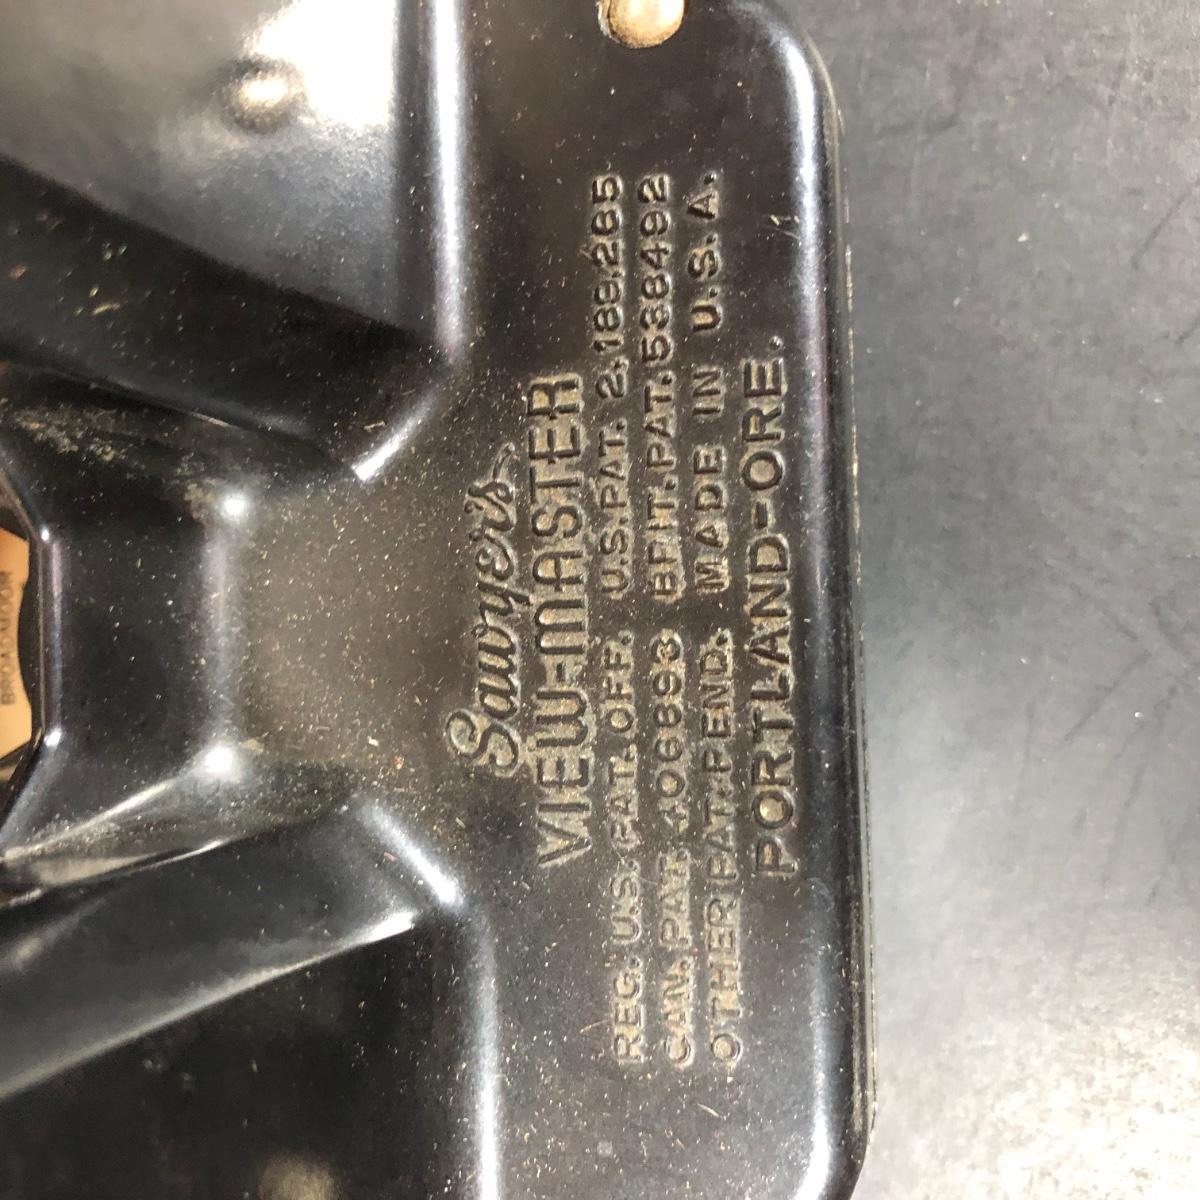 Sawyer's
VIEW-MASTER
REG. U.S. PAT. OFF. U.S. PAT. 2,189,285
CAN. PAT. 406893 BRIT. PAT. 538492
OTHER PAT. PEND. MADE IN U.S.A.
PORTLAND-ORE.
BROADMOOR